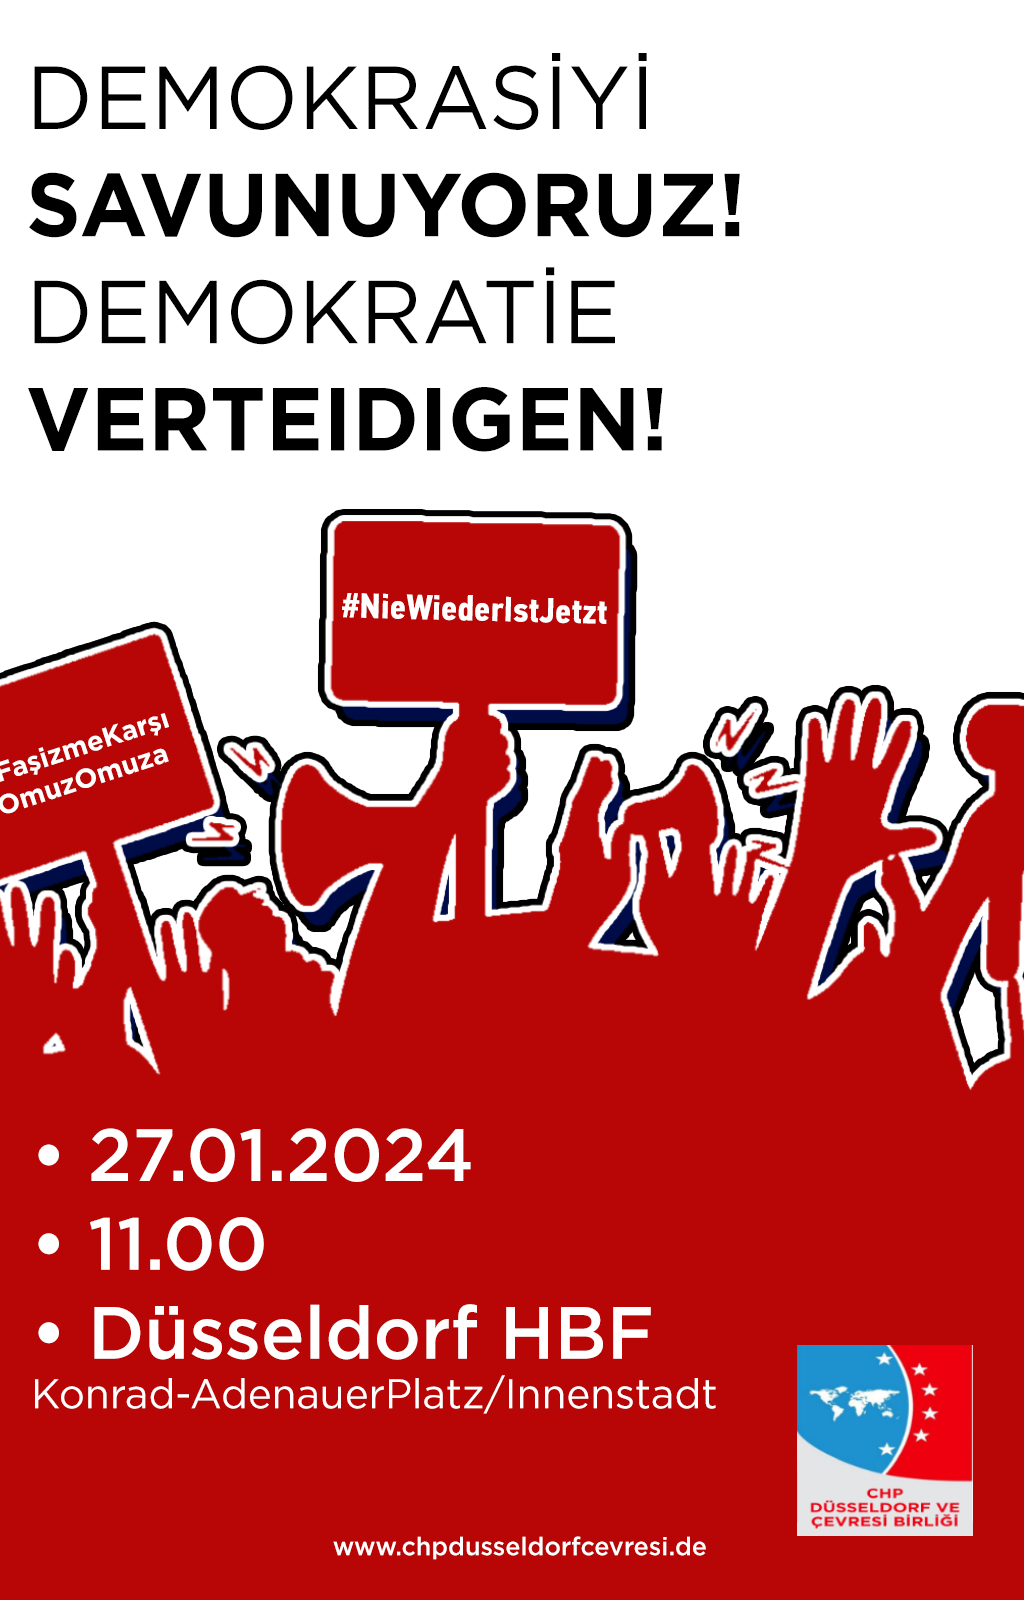 DEMOKRASİYİ
SAVUNUYORUZ!
DEMOKRATİE
VERTEIDIGEN!
#NieWiederIstJetzt
FaşizmeKarşı
OmuzOmuza
• 27.01.2024
• 11.00
• Düsseldorf HBF
Konrad-AdenauerPlatz/Innenstadt
CHP
DÜSSELDORF VE
ÇEVRESİ BİRLİĞİ
www.chpdusseldorfcevresi.de